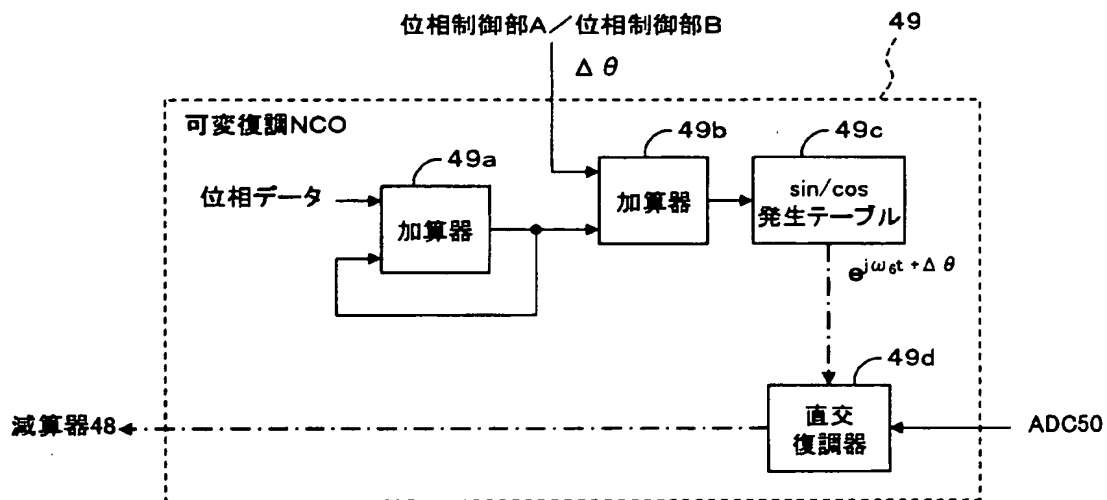 位相制御部A／位相制御部B
49
Δθ
可変復調NCO
49a
49b
49c
位相データ
加算器
加算器
sin/cos
発生テーブル
e^{jω₆t+Δθ}
49d
減算器48
直交
復調器
ADC50